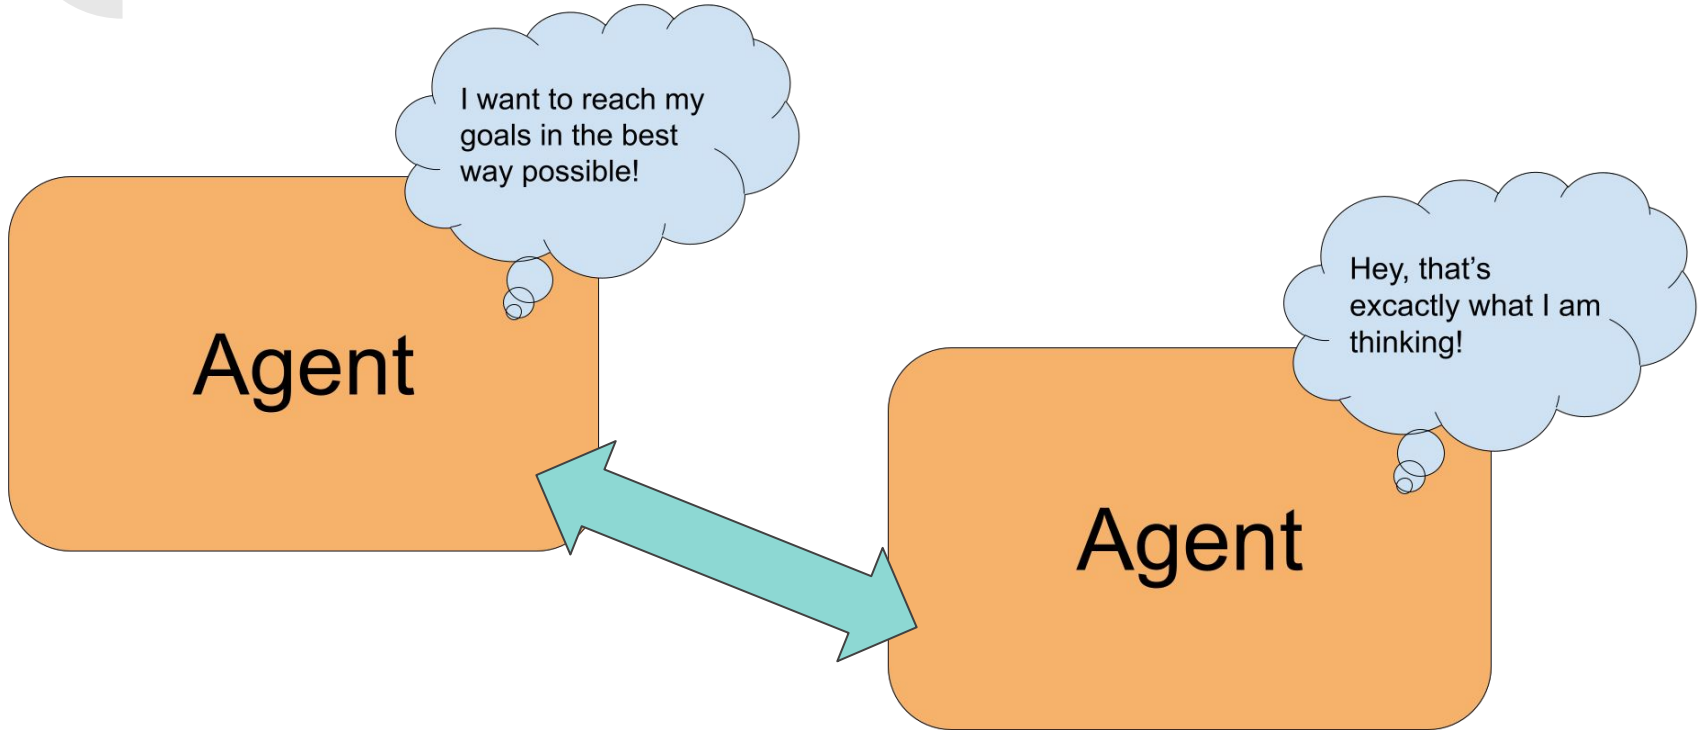 I want to reach my
goals in the best
way possible!
Agent
Hey, that’s
excactly what I am
thinking!
Agent